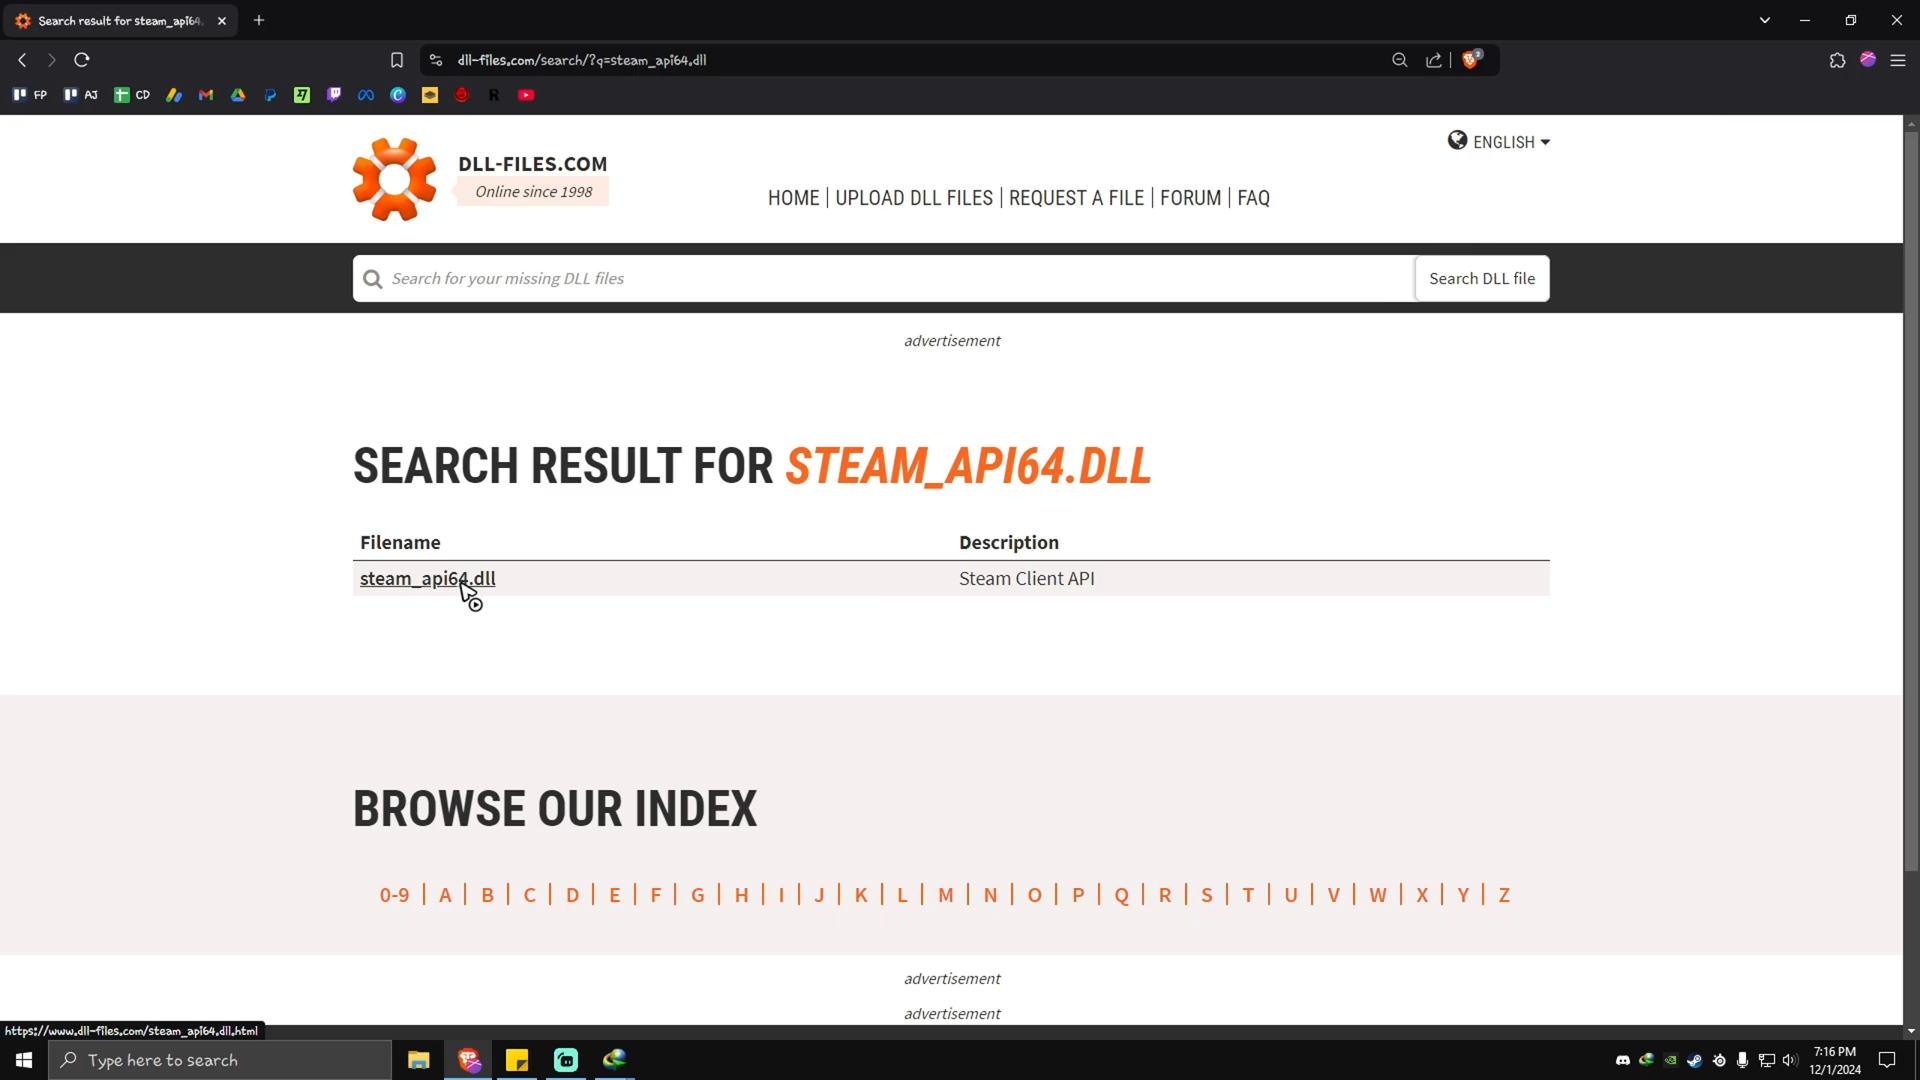 Search result for steam_api64.
dll-files.com/search/?q=steam_api64.dll
2
FP
AJ
CD
DLL-FILES.COM
Online since 1998
ENGLISH
HOME | UPLOAD DLL FILES | REQUEST A FILE | FORUM | FAQ
Search for your missing DLL files
Search DLL file
advertisement
SEARCH RESULT FOR STEAM_API64.DLL
Filename Description
steam_api64.dll Steam Client API
BROWSE OUR INDEX
0-9 | A | B | C | D | E | F | G | H | I | J | K | L | M | N | O | P | Q | R | S | T | U | V | W | X | Y | Z
advertisement
advertisement
https://www.dll-files.com/steam_api64.dll.html
Type here to search
7:16 PM
12/1/2024